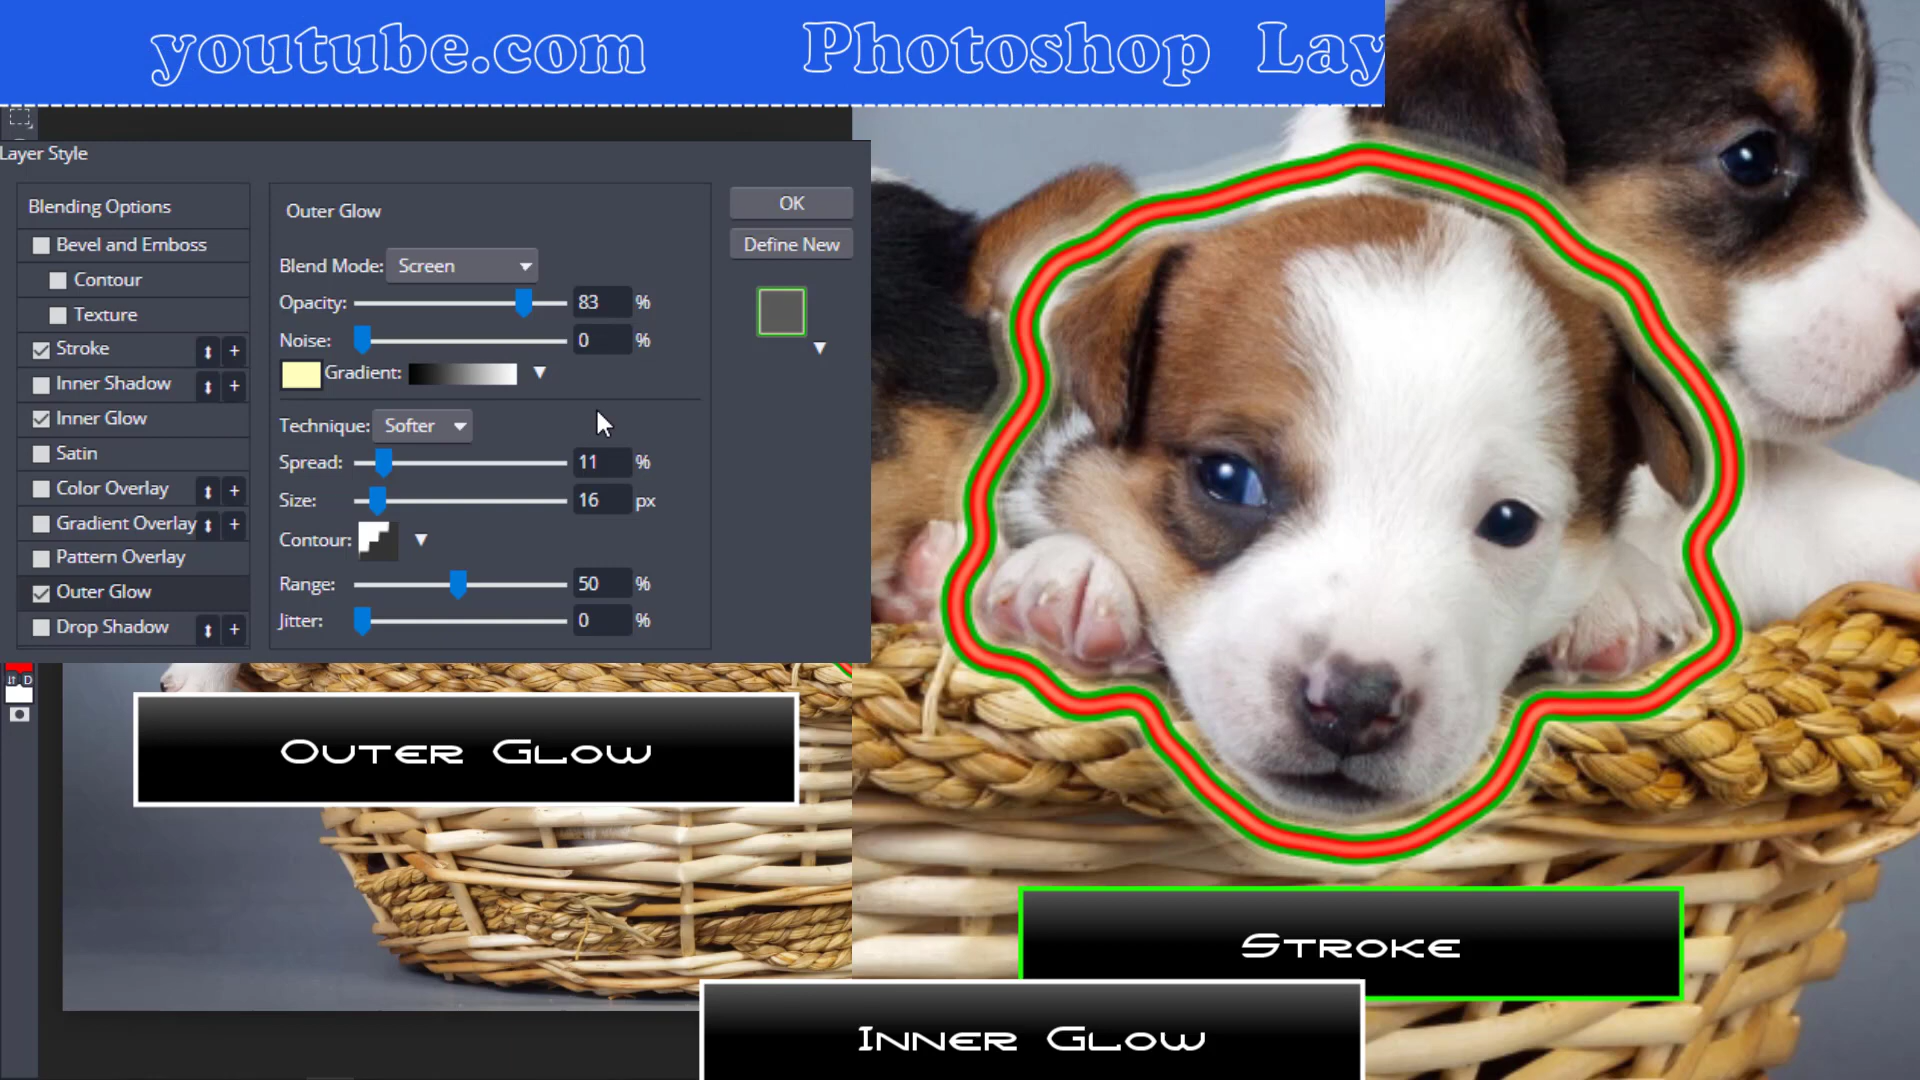 youtube.com Photoshop Lay
Layer Style
Blending Options
Bevel and Emboss
Contour
Texture
Stroke +
Inner Shadow +
Inner Glow
Satin
Color Overlay +
Gradient Overlay +
Pattern Overlay
Outer Glow
Drop Shadow +
Outer Glow
Blend Mode: Screen
Opacity: 83 %
Noise: 0 %
Gradient:
Technique: Softer
Spread: 11 %
Size: 16 px
Contour:
Range: 50 %
Jitter: 0 %
OK
Define New
D
Outer Glow
Stroke
Inner Glow